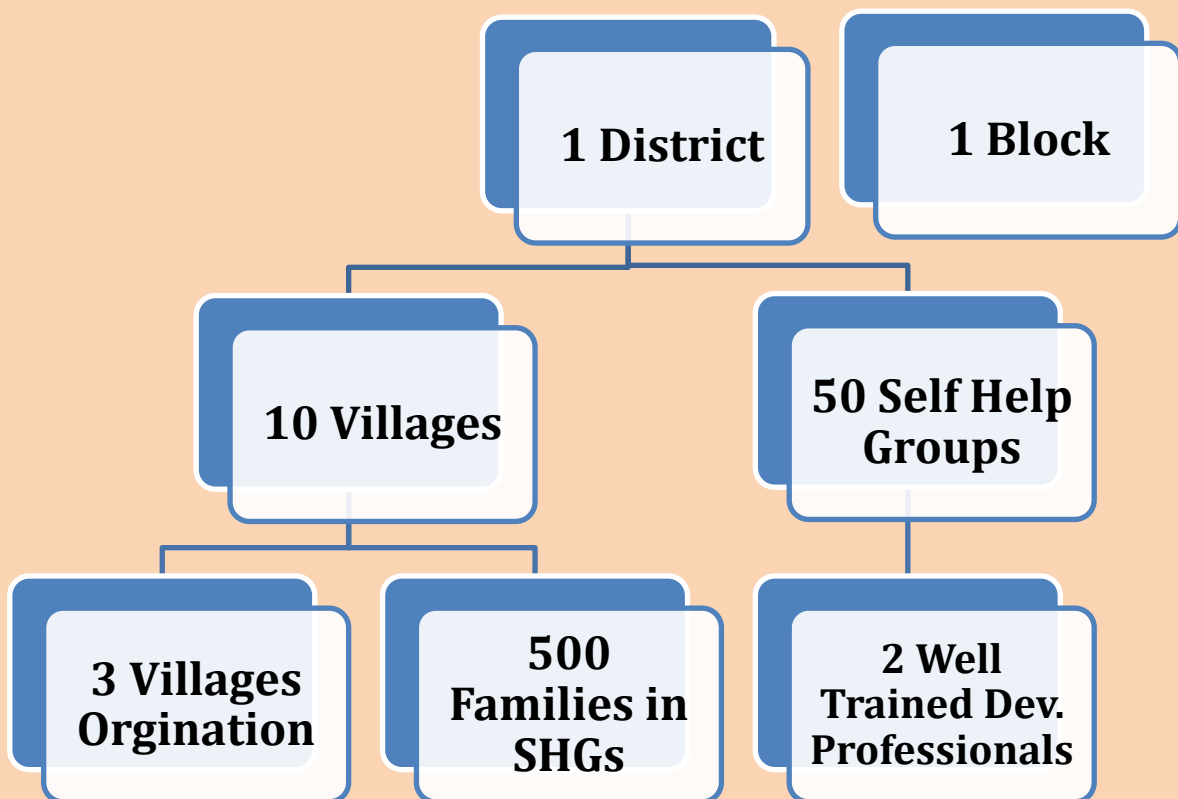 1 District
1 Block
10 Villages
50 Self Help
Groups
3 Villages
Orgination
500
Families in
SHGs
2 Well
Trained Dev.
Professionals